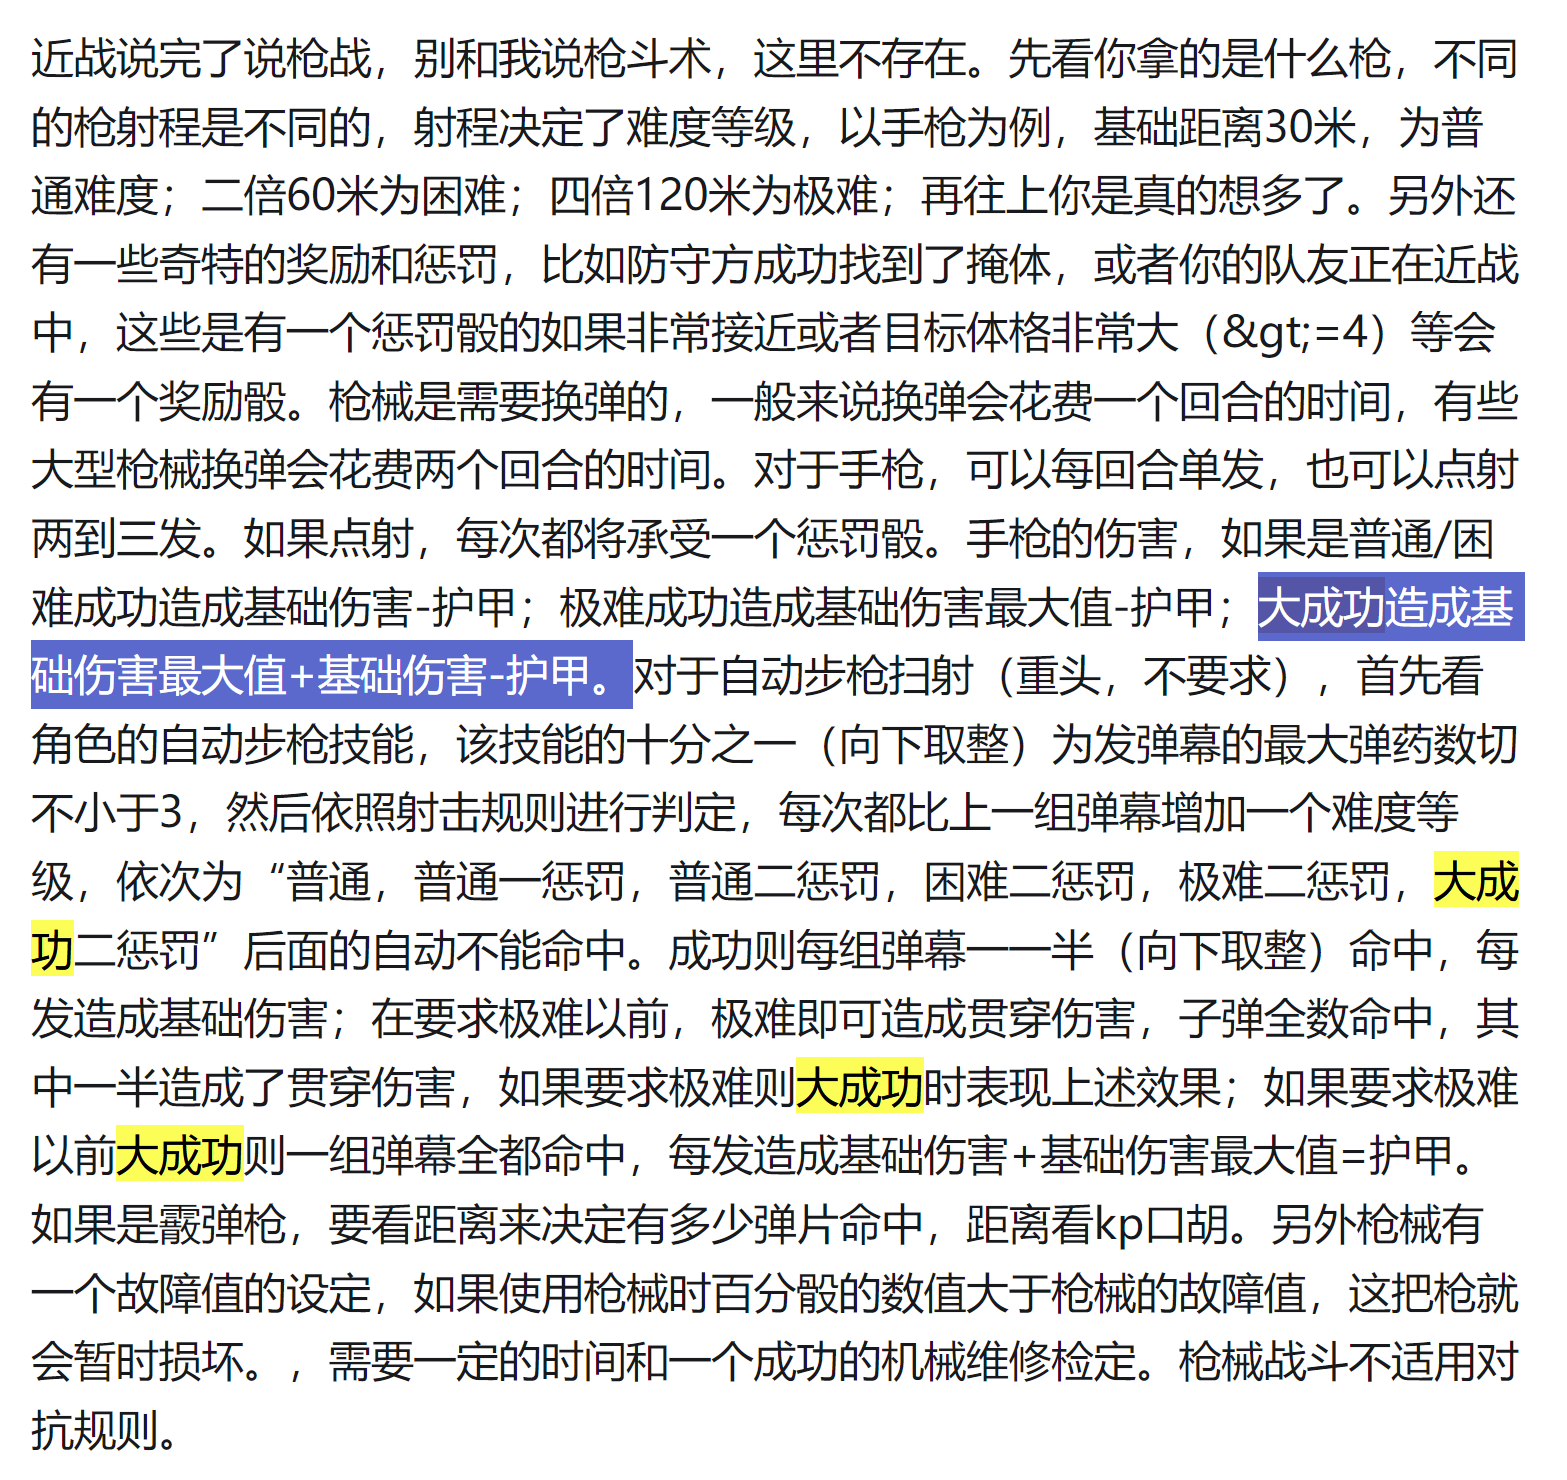 近战说完了说枪战，别和我说枪斗术，这里不存在。先看你拿的是什么枪，不同
的枪射程是不同的，射程决定了难度等级，以手枪为例，基础距离30米，为普
通难度；二倍60米为困难；四倍120米为极难；再往上你是真的想多了。另外还
有一些奇特的奖励和惩罚，比如防守方成功找到了掩体，或者你的队友正在近战
中，这些是有一个惩罚骰的如果非常接近或者目标体格非常大（&gt;=4）等会
有一个奖励骰。枪械是需要换弹的，一般来说换弹会花费一个回合的时间，有些
大型枪械换弹会花费两个回合的时间。对于手枪，可以每回合单发，也可以点射
两到三发。如果点射，每次都将承受一个惩罚骰。手枪的伤害，如果是普通/困
难成功造成基础伤害-护甲；极难成功造成基础伤害最大值-护甲；大成功造成基
础伤害最大值+基础伤害-护甲。对于自动步枪扫射（重头，不要求），首先看
角色的自动步枪技能，该技能的十分之一（向下取整）为发弹幕的最大弹药数切
不小于3，然后依照射击规则进行判定，每次都比上一组弹幕增加一个难度等
级，依次为“普通，普通一惩罚，普通二惩罚，困难二惩罚，极难二惩罚，大成
功二惩罚”后面的自动不能命中。成功则每组弹幕一一半（向下取整）命中，每
发造成基础伤害；在要求极难以前，极难即可造成贯穿伤害，子弹全数命中，其
中一半造成了贯穿伤害，如果要求极难则大成功时表现上述效果；如果要求极难
以前大成功则一组弹幕全都命中，每发造成基础伤害+基础伤害最大值=护甲。
如果是霰弹枪，要看距离来决定有多少弹片命中，距离看kp口胡。另外枪械有
一个故障值的设定，如果使用枪械时百分骰的数值大于枪械的故障值，这把枪就
会暂时损坏。，需要一定的时间和一个成功的机械维修检定。枪械战斗不适用对
抗规则。